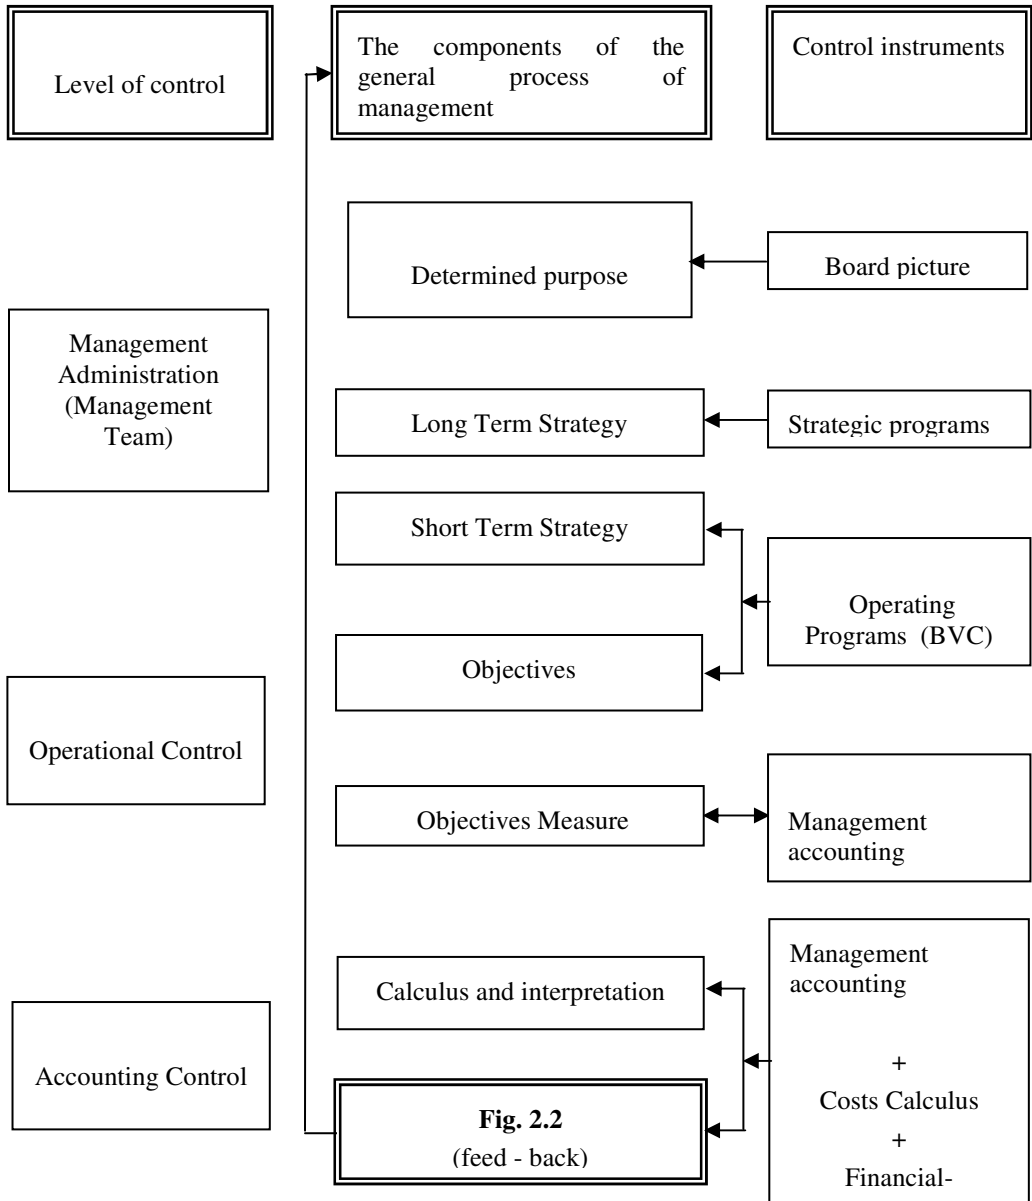 Level of control
The components of the
general process of
management
Control instruments
Determined purpose
Board picture
Management
Administration
(Management
Team)
Long Term Strategy
Strategic programs
Short Term Strategy
Operating
Programs (BVC)
Objectives
Operational Control
Objectives Measure
Management
accounting
Calculus and interpretation
Management
accounting
+
Costs Calculus
+
Financial-
Accounting Control
Fig. 2.2
(feed - back)